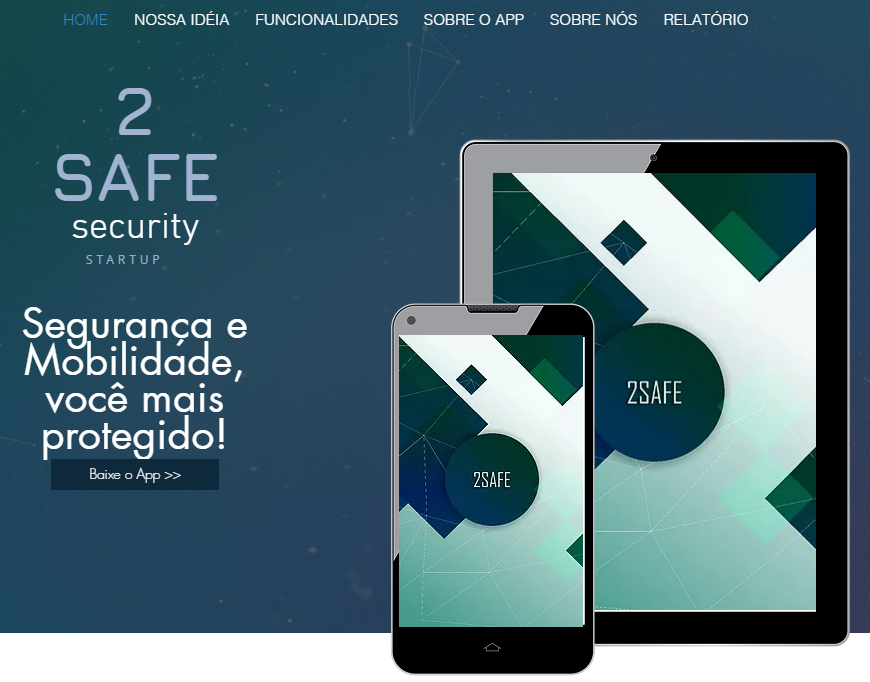 HOME NOSSA IDÉIA FUNCIONALIDADES SOBRE O APP SOBRE NÓS RELATÓRIO
2
SAFE
security
STARTUP
Segurança e
Mobilidade,
você mais
protegido!
Baixe o App >>
2SAFE
2SAFE